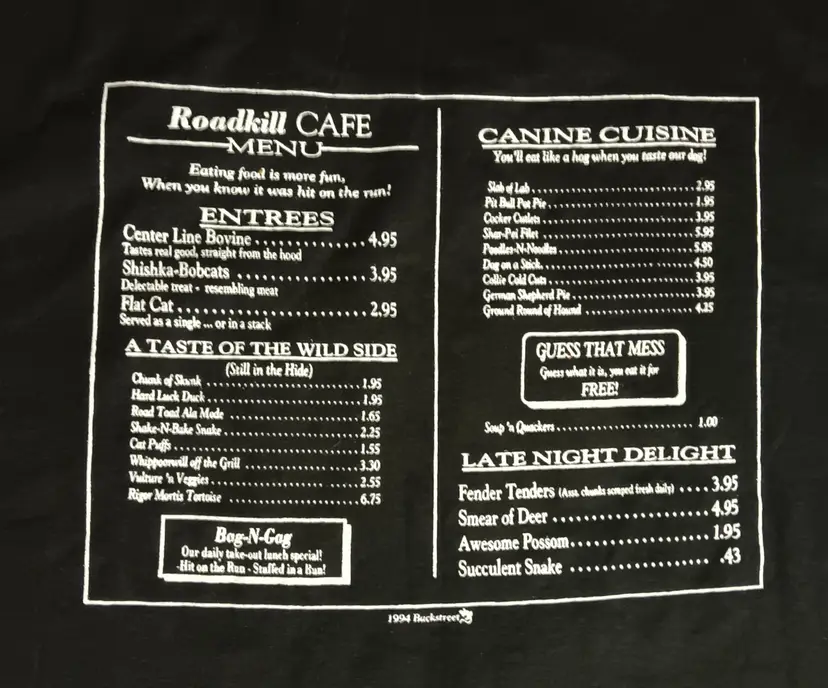 Roadkill CAFE
MENU
Eating food is more fun,
When you know it was hit on the run!
ENTREES
Center Line Bovine .............. 4.95
Tastes real good, straight from the hood
Shishka-Bobcats ................ 3.95
Delectable treat - resembling meat
Flat Cat ........................ 2.95
Served as a single ... or in a stack
A TASTE OF THE WILD SIDE
(Still in the Hide)
Chunk of Skunk ........................ 1.95
Hard Luck Duck ........................ 1.95
Road Toad Ala Mode ........................ 1.65
Shake-N-Bake Snake ........................ 2.25
Cat Puffs ........................ 1.55
Whippoorwill off the Grill ........................ 3.30
Vulture 'n Veggies ........................ 2.55
Rigor Mortis Tortoise ........................ 6.75
Bag-N-Gag
Our daily take-out lunch special!
-Hit on the Run - Stuffed in a Bun!
CANINE CUISINE
You'll eat like a hog when you taste our dog!
Slab of Lab ........................ 2.95
Pit Bull Pot Pie ........................ 1.95
Cocker Cutlets ........................ 3.95
Shar-Pei Filet ........................ 5.95
Poodles-N-Noodles ........................ 5.95
Dog on a Stick ........................ 4.50
Collie Cold Cuts ........................ 3.95
German Shepherd Pie ........................ 3.95
Ground Round of Hound ........................ 4.25
GUESS THAT MESS
Guess what it is, you eat it for
FREE!
Soup 'n Quackers ........................ 1.00
LATE NIGHT DELIGHT
Fender Tenders (Asst. chunks scraped fresh daily) .... 3.95
Smear of Deer .................... 4.95
Awesome Possom .................. 1.95
Succulent Snake .................. .43
1994 Backstreet